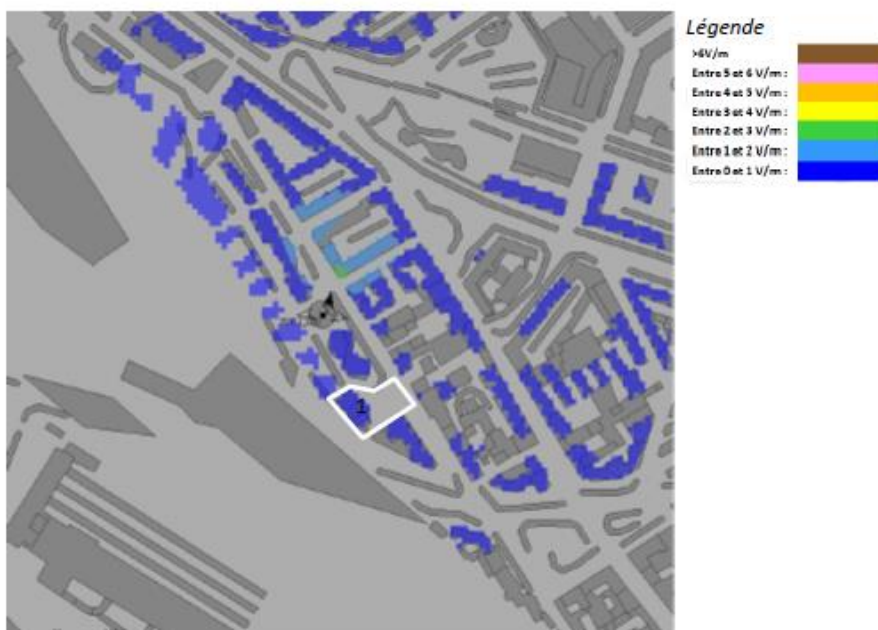 Légende
>6V/m
Entre 5 et 6 V/m :
Entre 4 et 5 V/m :
Entre 3 et 4 V/m :
Entre 2 et 3 V/m :
Entre 1 et 2 V/m :
Entre 0 et 1 V/m :
1